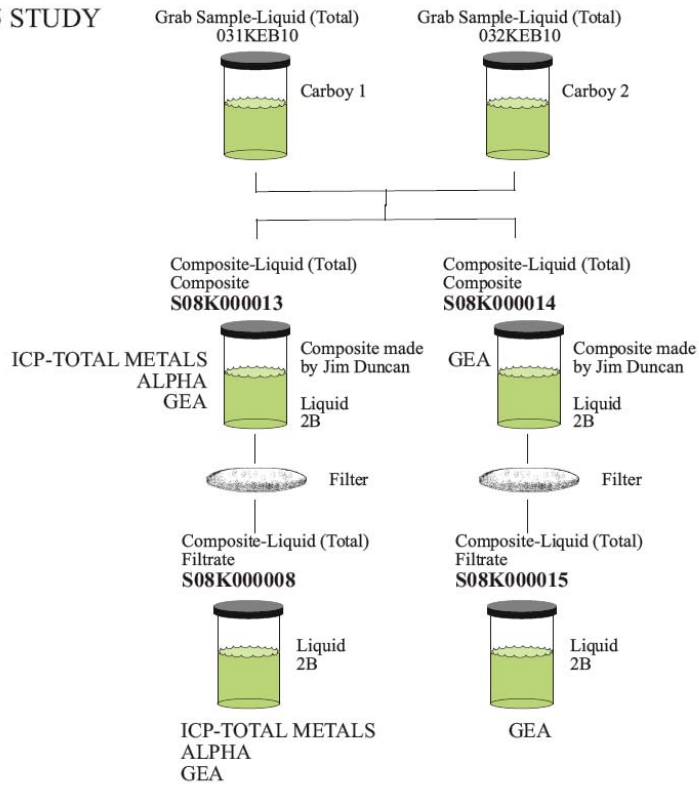 STUDY
Grab Sample-Liquid (Total)
031KEB10
Carboy 1
Grab Sample-Liquid (Total)
032KEB10
Carboy 2
Composite-Liquid (Total)
Composite
S08K000013
ICP-TOTAL METALS
ALPHA
GEA
Composite made
by Jim Duncan
Liquid
2B
Composite-Liquid (Total)
Composite
S08K000014
GEA
Composite made
by Jim Duncan
Liquid
2B
Filter
Filter
Composite-Liquid (Total)
Filtrate
S08K000008
Liquid
2B
ICP-TOTAL METALS
ALPHA
GEA
Composite-Liquid (Total)
Filtrate
S08K000015
Liquid
2B
GEA